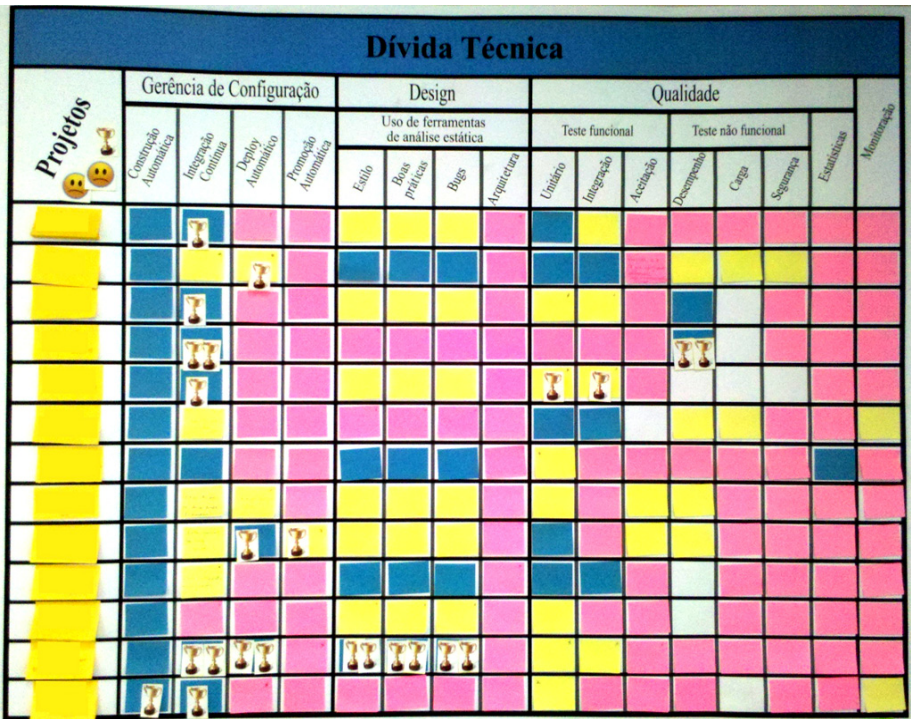 Dívida Técnica
Projetos
Gerência de Configuração
Design
Qualidade
Uso de ferramentas
de análise estática
Teste funcional
Teste não funcional
Construção
Automática
Integração
Contínua
Deploy
Automático
Promoção
Automática
Estilo
Boas
práticas
Bugs
Arquitetura
Unitário
Integração
Aceitação
Desempenho
Carga
Segurança
Estatísticas
Monitoração